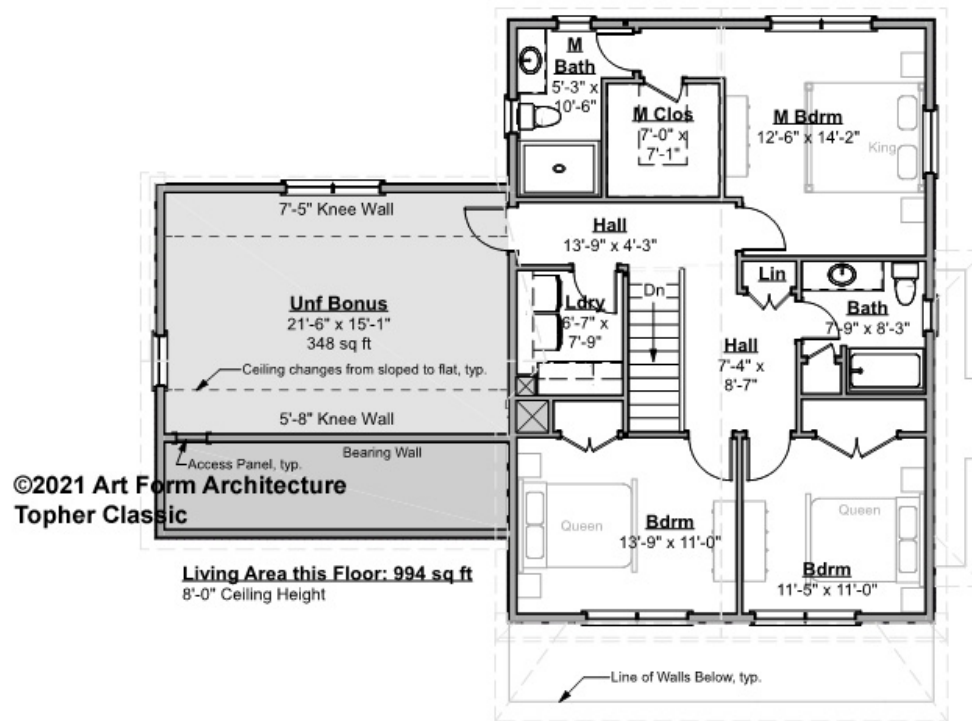 M
Bath
5'-3" x
10'-6"
M Clos
7'-0" x
7'-1"
M Bdrm
12'-6" x 14'-2"
King
7'-5" Knee Wall
Hall
13'-9" x 4'-3"
Unf Bonus
21'-6" x 15'-1"
348 sq ft
Ceiling changes from sloped to flat, typ.
5'-8" Knee Wall
Ldry
6'-7" x
7'-9"
Dn
Lin
Bath
7'-9" x 8'-3"
Hall
7'-4" x
8'-7"
Bearing Wall
Access Panel, typ.
©2021 Art Form Architecture
Topher Classic
Queen
Bdrm
13'-9" x 11'-0"
Queen
Bdrm
11'-5" x 11'-0"
Living Area this Floor: 994 sq ft
8'-0" Ceiling Height
Line of Walls Below, typ.